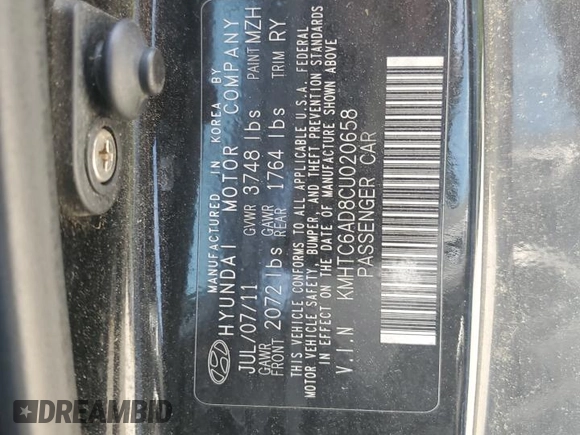 MANUFACTURED IN KOREA BY
HYUNDAI MOTOR COMPANY
JUL/07/11 GVWR 3748 lbs PAINT MZH
GAWR FRONT 2072 lbs GAWR REAR 1764 lbs TRIM RY
THIS VEHICLE CONFORMS TO ALL APPLICABLE U.S.A. FEDERAL
MOTOR VEHICLE SAFETY, BUMPER, AND THEFT PREVENTION STANDARDS
IN EFFECT ON THE DATE OF MANUFACTURE SHOWN ABOVE
V.I.N KMHTC6AD8CU020658
PASSENGER CAR
DREAMBID